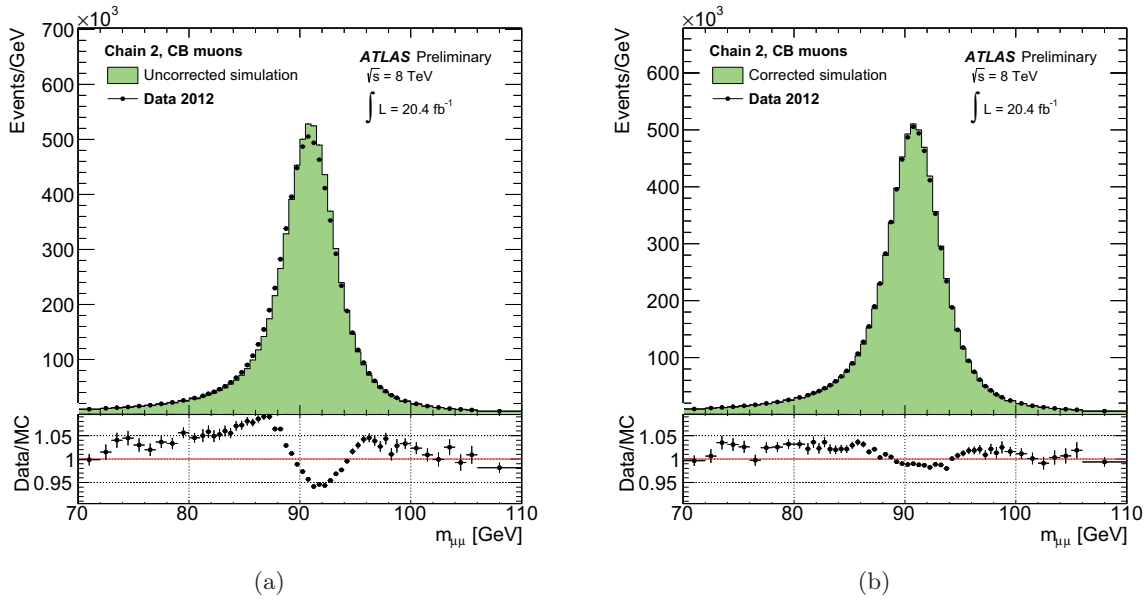 ×10³
Events/GeV
700
600
500
400
300
200
100
Chain 2, CB muons
Uncorrected simulation
Data 2012
ATLAS Preliminary
√s = 8 TeV
∫ L = 20.4 fb⁻¹
Data/MC
1.05
1
0.95
70 80 90 100 110
mμμ [GeV]
(a)
×10³
Events/GeV
600
500
400
300
200
100
Chain 2, CB muons
Corrected simulation
Data 2012
ATLAS Preliminary
√s = 8 TeV
∫ L = 20.4 fb⁻¹
Data/MC
1.05
1
0.95
70 80 90 100 110
mμμ [GeV]
(b)